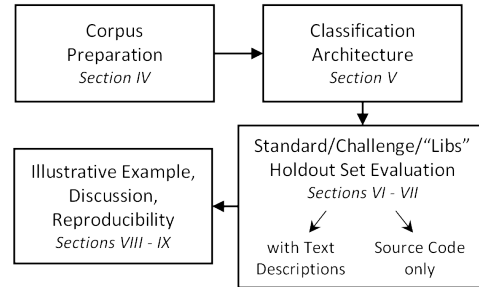 Corpus
Preparation
Section IV
Classification
Architecture
Section V
Standard/Challenge/“Libs”
Holdout Set Evaluation
Sections VI - VII
with Text
Descriptions
Source Code
only
Illustrative Example,
Discussion,
Reproducibility
Sections VIII - IX